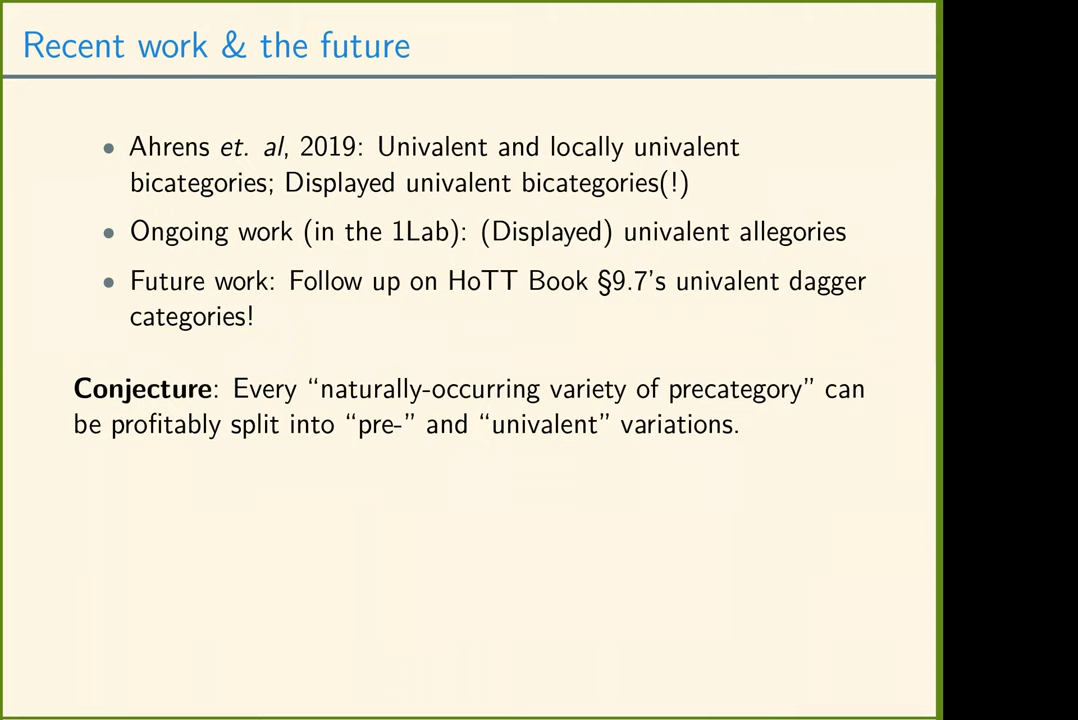 Recent work & the future
• Ahrens et. al, 2019: Univalent and locally univalent
bicategories; Displayed univalent bicategories(!)
• Ongoing work (in the 1Lab): (Displayed) univalent allegories
• Future work: Follow up on HoTT Book §9.7’s univalent dagger
categories!
Conjecture: Every “naturally-occurring variety of precategory” can
be profitably split into “pre-” and “univalent” variations.